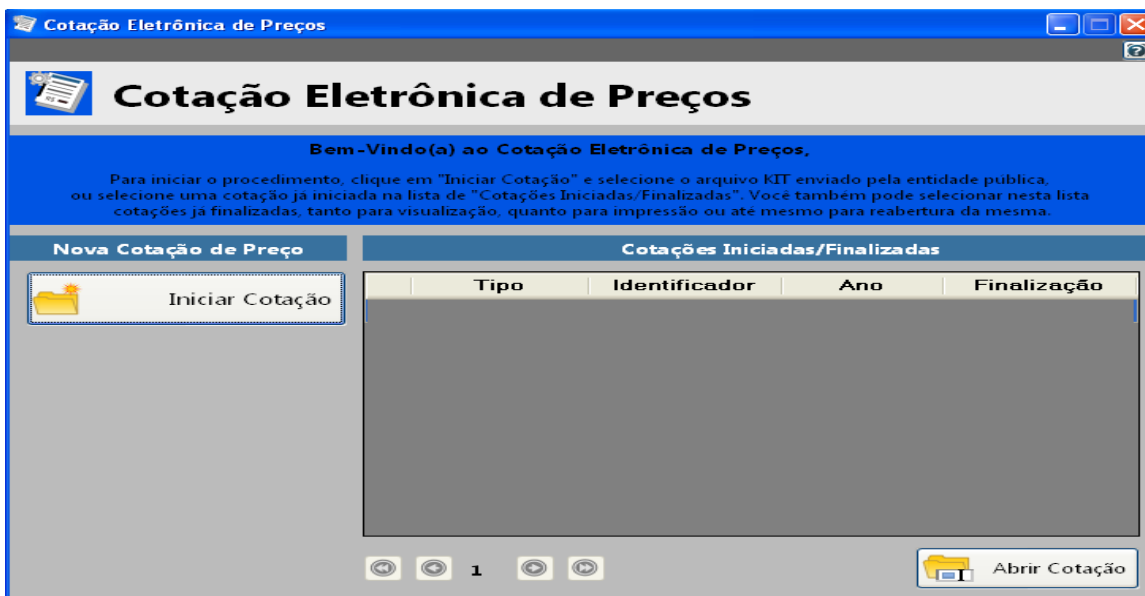 Cotação Eletrônica de Preços
Cotação Eletrônica de Preços
Bem-Vindo(a) ao Cotação Eletrônica de Preços,
Para iniciar o procedimento, clique em "Iniciar Cotação" e selecione o arquivo KIT enviado pela entidade publica,
ou selecione uma cotação já iniciada na lista de "Cotações Iniciadas/Finalizadas". Você também pode selecionar nesta lista
cotações já finalizadas, tanto para visualização, quanto para impressão ou até mesmo para reabertura da mesma.
Nova Cotação de Preço
Cotações Iniciadas/Finalizadas
Iniciar Cotação
Tipo Identificador Ano Finalização
1
Abrir Cotação